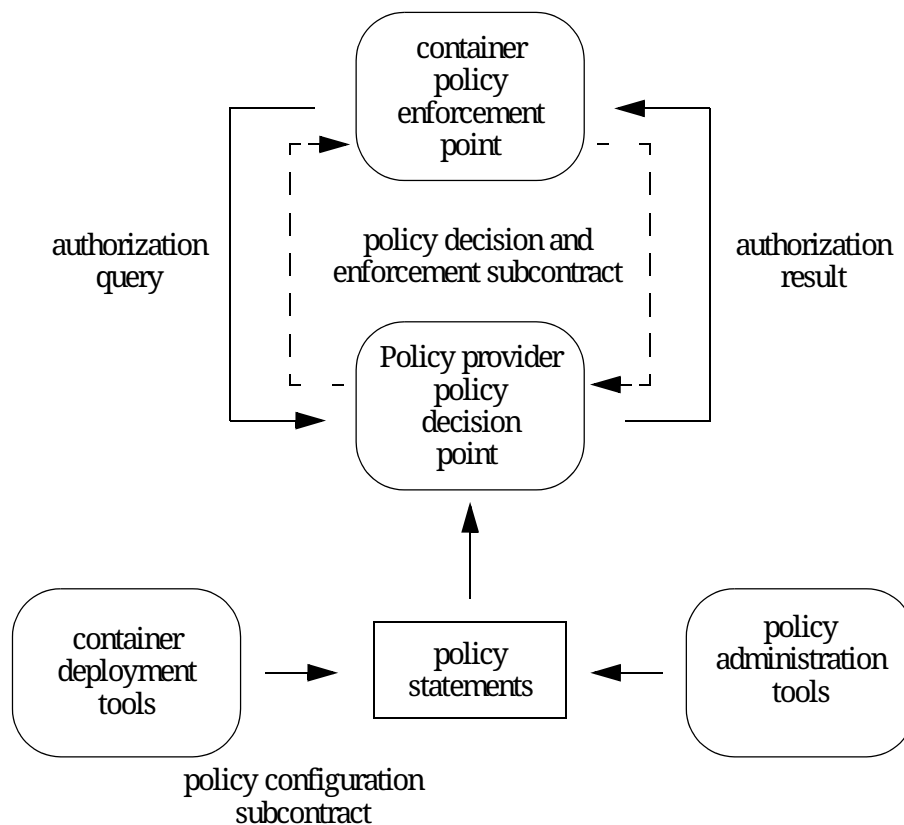 container
policy
enforcement
point
authorization
query
policy decision and
enforcement subcontract
authorization
result
Policy provider
policy
decision
point
container
deployment
tools
policy
statements
policy
administration
tools
policy configuration
subcontract